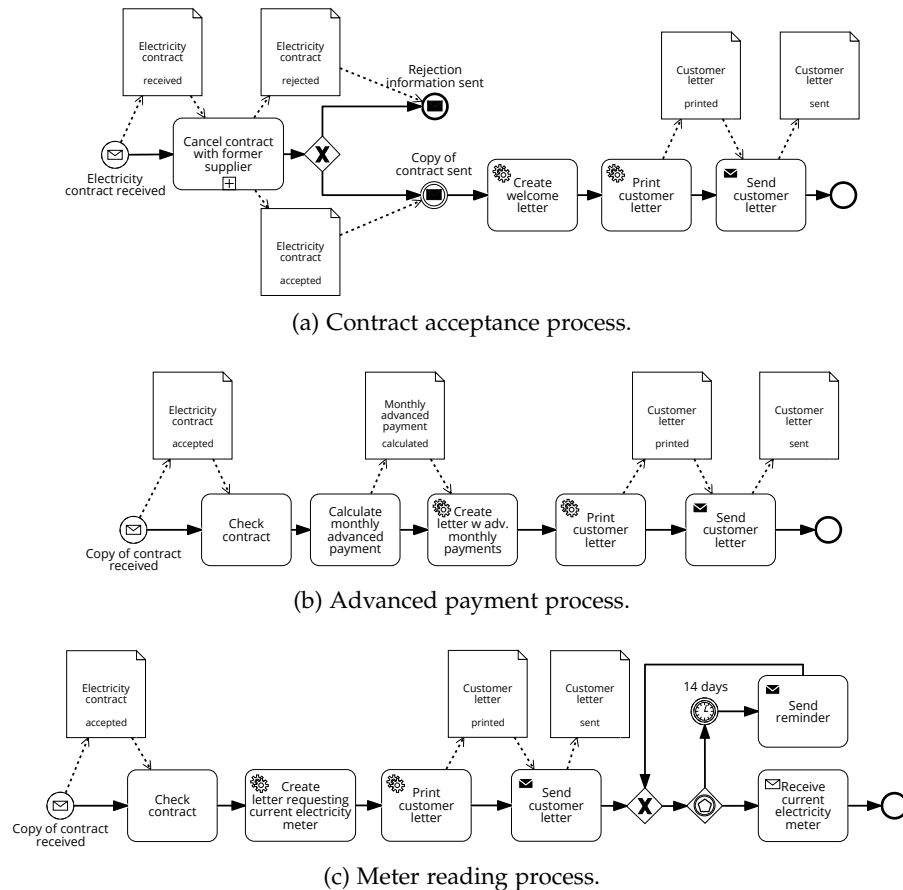 Electricity
contract
received
Electricity
contract
rejected
Rejection
information sent
Customer
letter
printed
Customer
letter
sent
Cancel contract
with former
supplier
Electricity
contract received
Copy of
contract sent
Create
welcome
letter
Print
customer
letter
Send
customer
letter
Electricity
contract
accepted
(a) Contract acceptance process.
Electricity
contract
accepted
Monthly
advanced
payment
calculated
Customer
letter
printed
Customer
letter
sent
Copy of contract
received
Check
contract
Calculate
monthly
advanced
payment
Create
letter w adv.
monthly
payments
Print
customer
letter
Send
customer
letter
(b) Advanced payment process.
Electricity
contract
accepted
Customer
letter
printed
Customer
letter
sent
14 days
Send
reminder
Copy of contract
received
Check
contract
Create
letter requesting
current electricity
meter
Print
customer
letter
Send
customer
letter
Receive
current
electricity
meter
(c) Meter reading process.